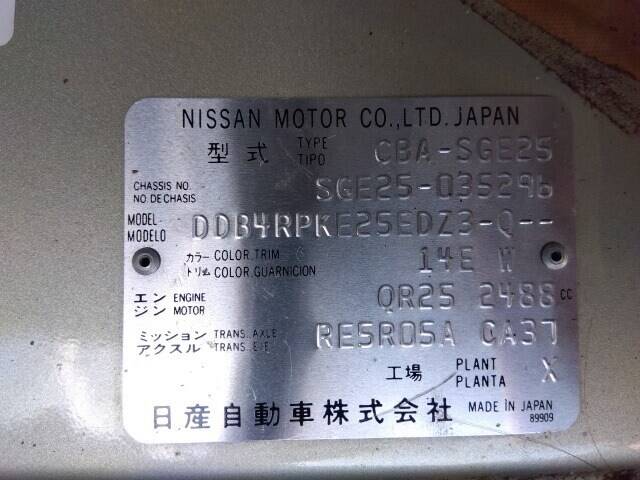 NISSAN MOTOR CO.,LTD. JAPAN
型式 TYPE TIPO CBA-SGE25
CHASSIS NO. NO DE CHASIS SGE25-035296
MODEL MODELO DDB4RPKE25EDZ3-Q--
カラー COLOR,TRIM トリム COLOR,GUARNICION 14E W
エンジン ENGINE MOTOR QR25 2488 cc
ミッション TRANS.,AXLE アクスル TRANS.,EJE RE5R05A CA37
工場 PLANT PLANTA X
日産自動車株式会社 MADE IN JAPAN
89909